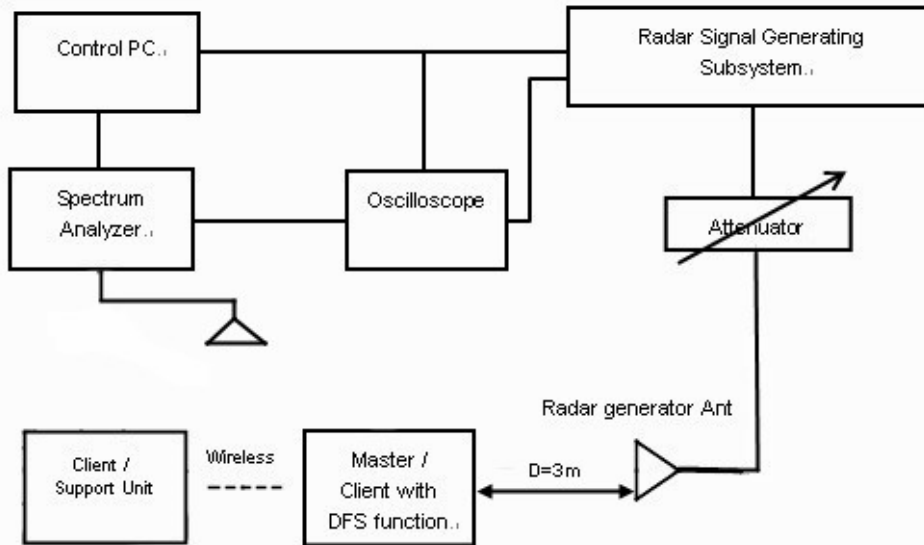 Control PC.
Radar Signal Generating
Subsystem.
Spectrum
Analyzer.
Oscilloscope
Attenuator
Radar generator Ant
Client /
Support Unit
Wireless
Master /
Client with
DFS function.
D=3m